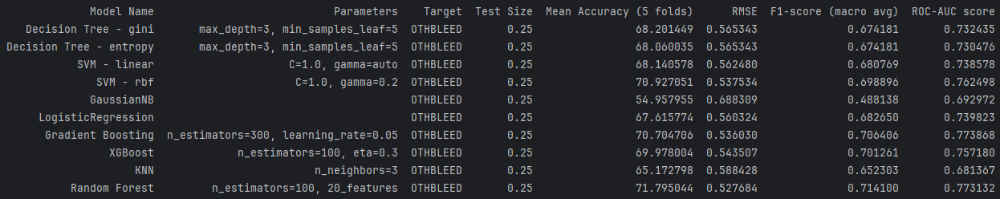 Model Name Parameters Target Test Size Mean Accuracy (5 folds) RMSE F1-score (macro avg) ROC-AUC score
Decision Tree - gini max_depth=3, min_samples_leaf=5 OTHBLEED 0.25 68.201449 0.565343 0.674181 0.732435
Decision Tree - entropy max_depth=3, min_samples_leaf=5 OTHBLEED 0.25 68.060035 0.565343 0.674181 0.730476
SVM - linear C=1.0, gamma=auto OTHBLEED 0.25 68.140578 0.562480 0.680769 0.738578
SVM - rbf C=1.0, gamma=0.2 OTHBLEED 0.25 70.927051 0.537534 0.698896 0.762498
GaussianNB OTHBLEED 0.25 54.957955 0.688309 0.488138 0.692972
LogisticRegression OTHBLEED 0.25 67.615774 0.560324 0.682650 0.739823
Gradient Boosting n_estimators=300, learning_rate=0.05 OTHBLEED 0.25 70.704706 0.536030 0.706406 0.773868
XGBoost n_estimators=100, eta=0.3 OTHBLEED 0.25 69.978004 0.543507 0.701261 0.757180
KNN n_neighbors=3 OTHBLEED 0.25 65.172798 0.588428 0.652303 0.681367
Random Forest n_estimators=100, 20_features OTHBLEED 0.25 71.795044 0.527684 0.714100 0.773132